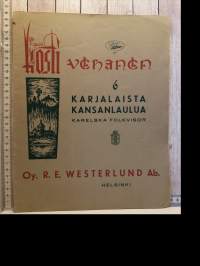 Kosti
VEHANEN
6
KARJALAISTA
KANSANLAULUA
KARELSKA FOLKVISOR
Oy. R. E. WESTERLUND Ab.
HELSINKI